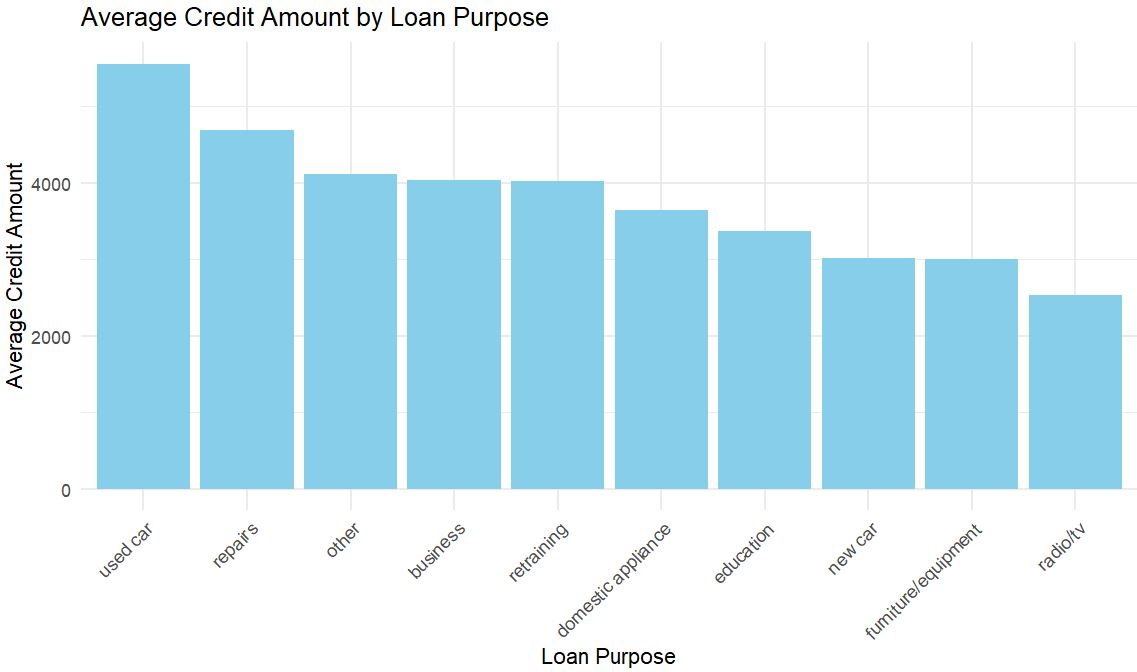 Average Credit Amount by Loan Purpose
Average Credit Amount
4000
2000
0
used car
repairs
other
business
retraining
domestic appliance
education
new car
furniture/equipment
radio/tv
Loan Purpose